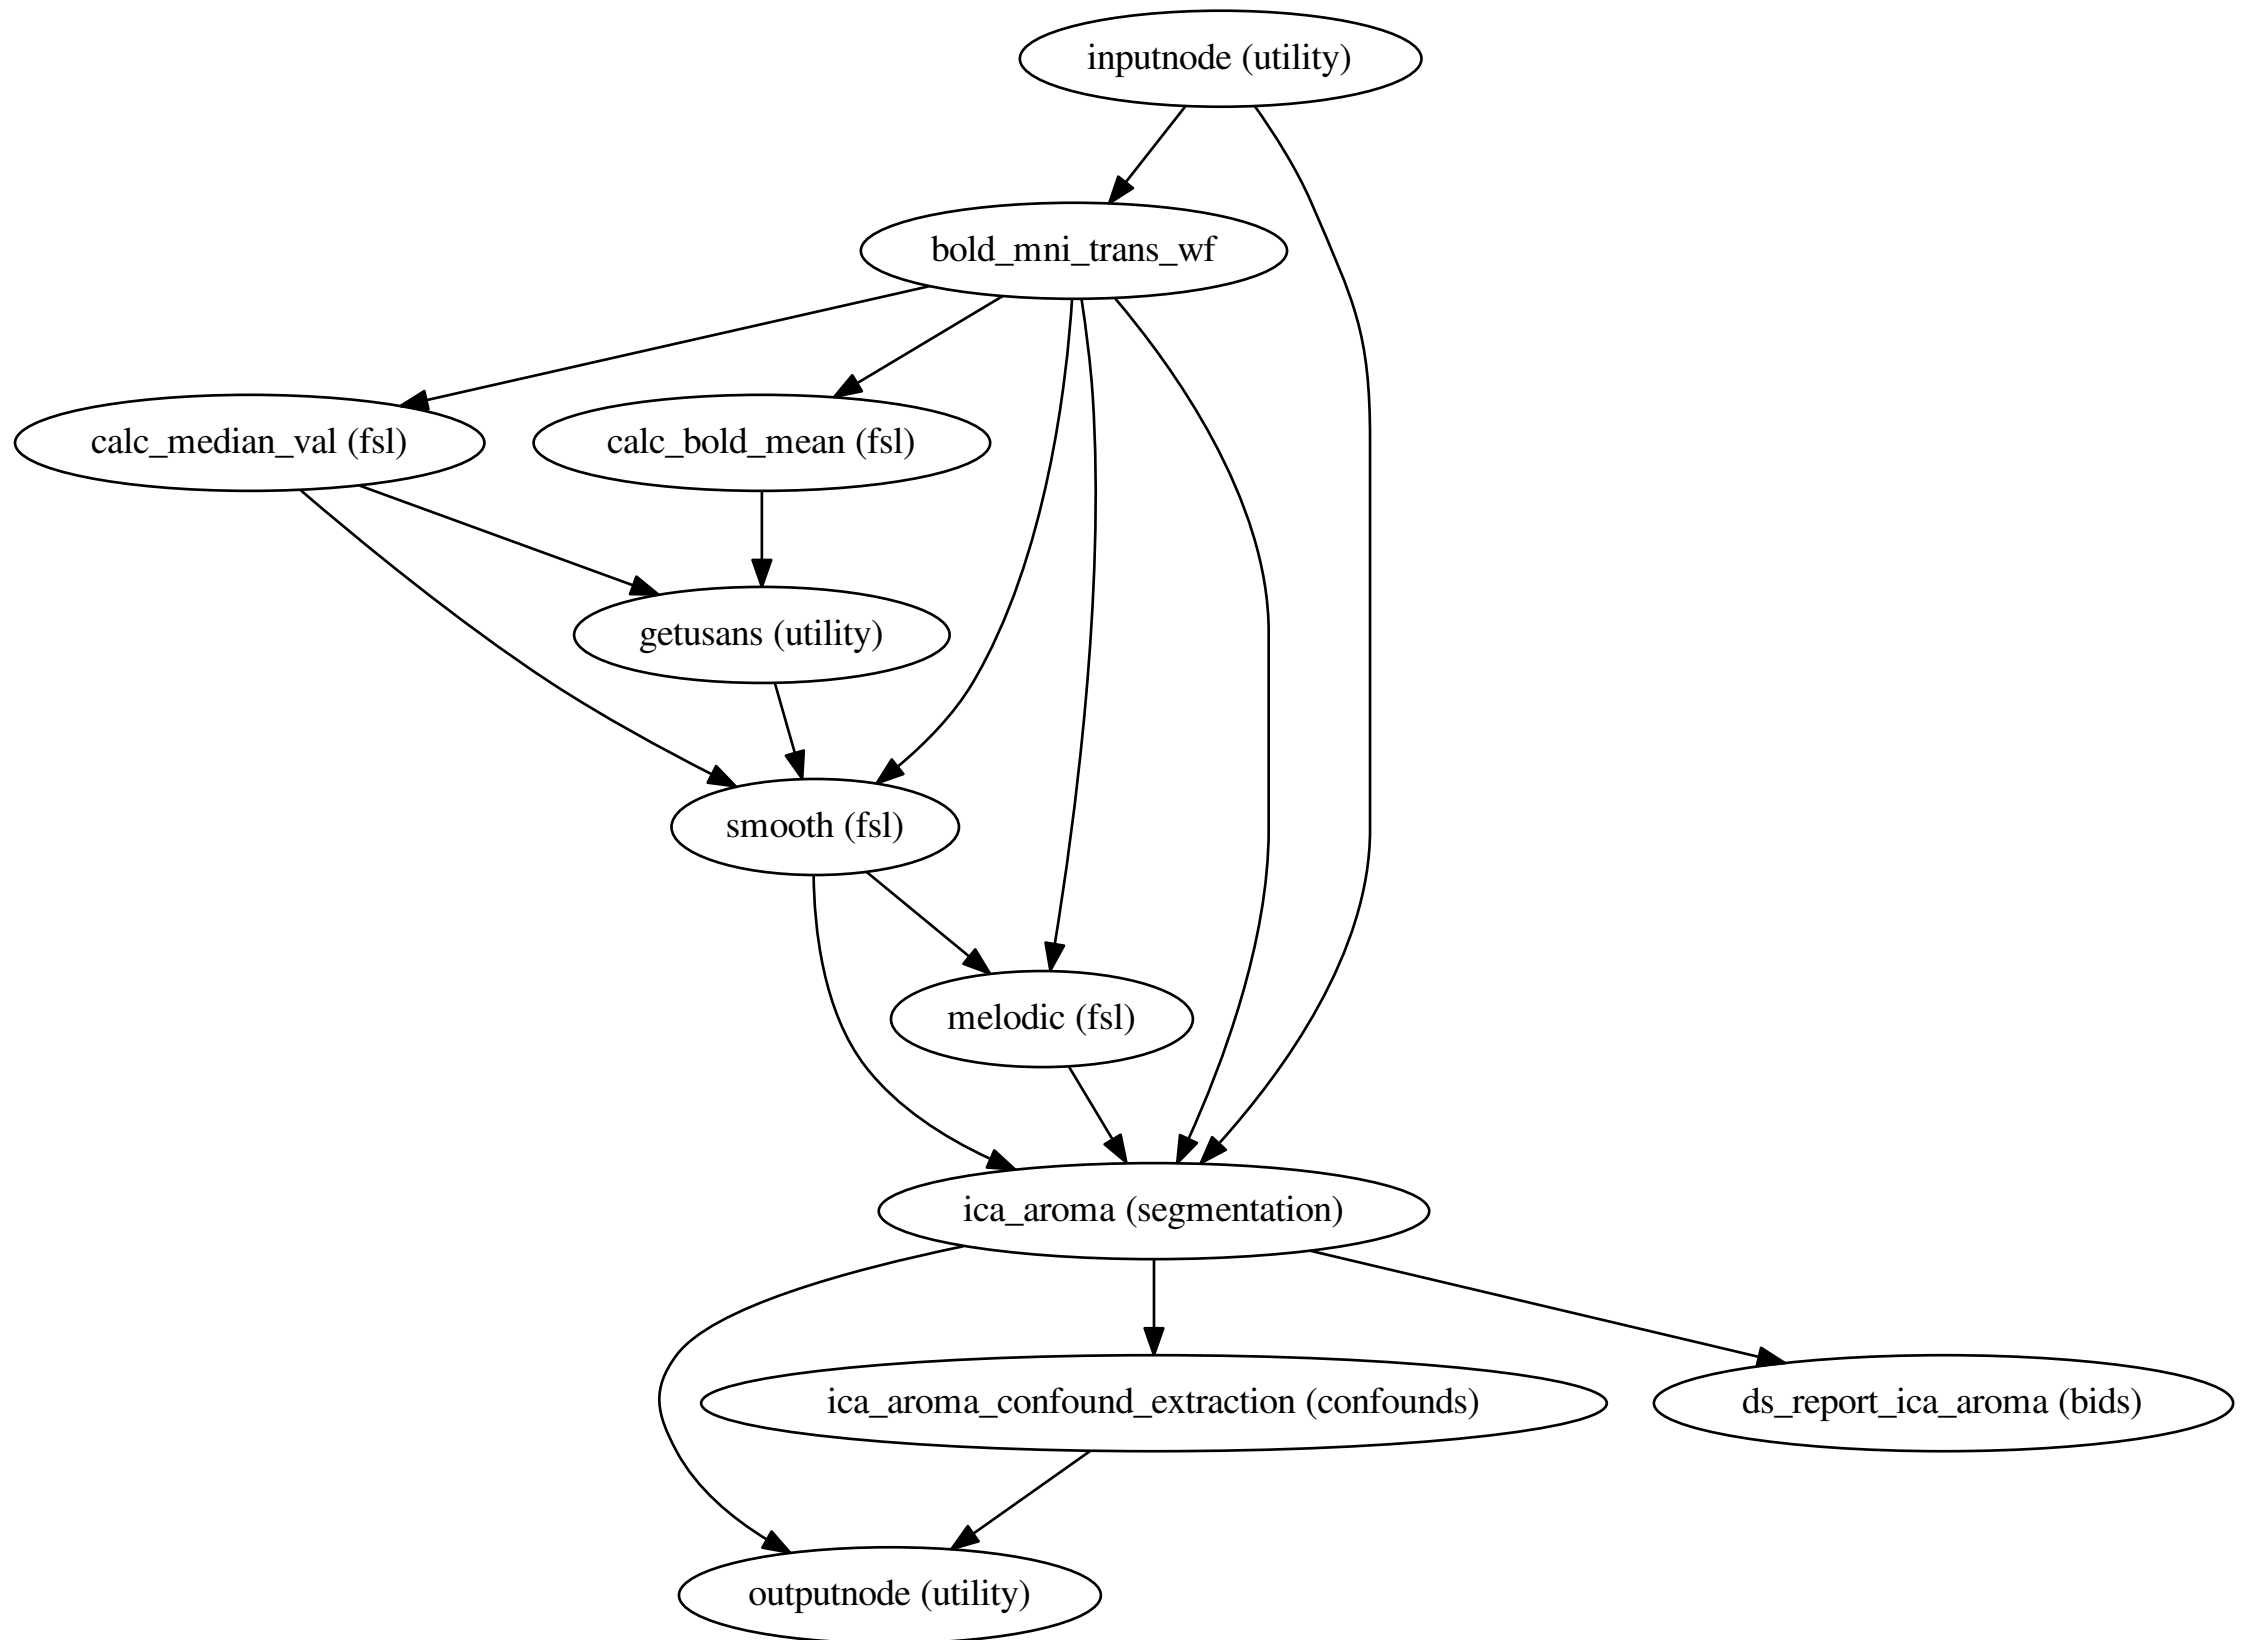 inputnode (utility)
bold_mni_trans_wf
calc_median_val (fsl)
calc_bold_mean (fsl)
getusans (utility)
smooth (fsl)
melodic (fsl)
ica_aroma (segmentation)
ica_aroma_confound_extraction (confounds)
ds_report_ica_aroma (bids)
outputnode (utility)